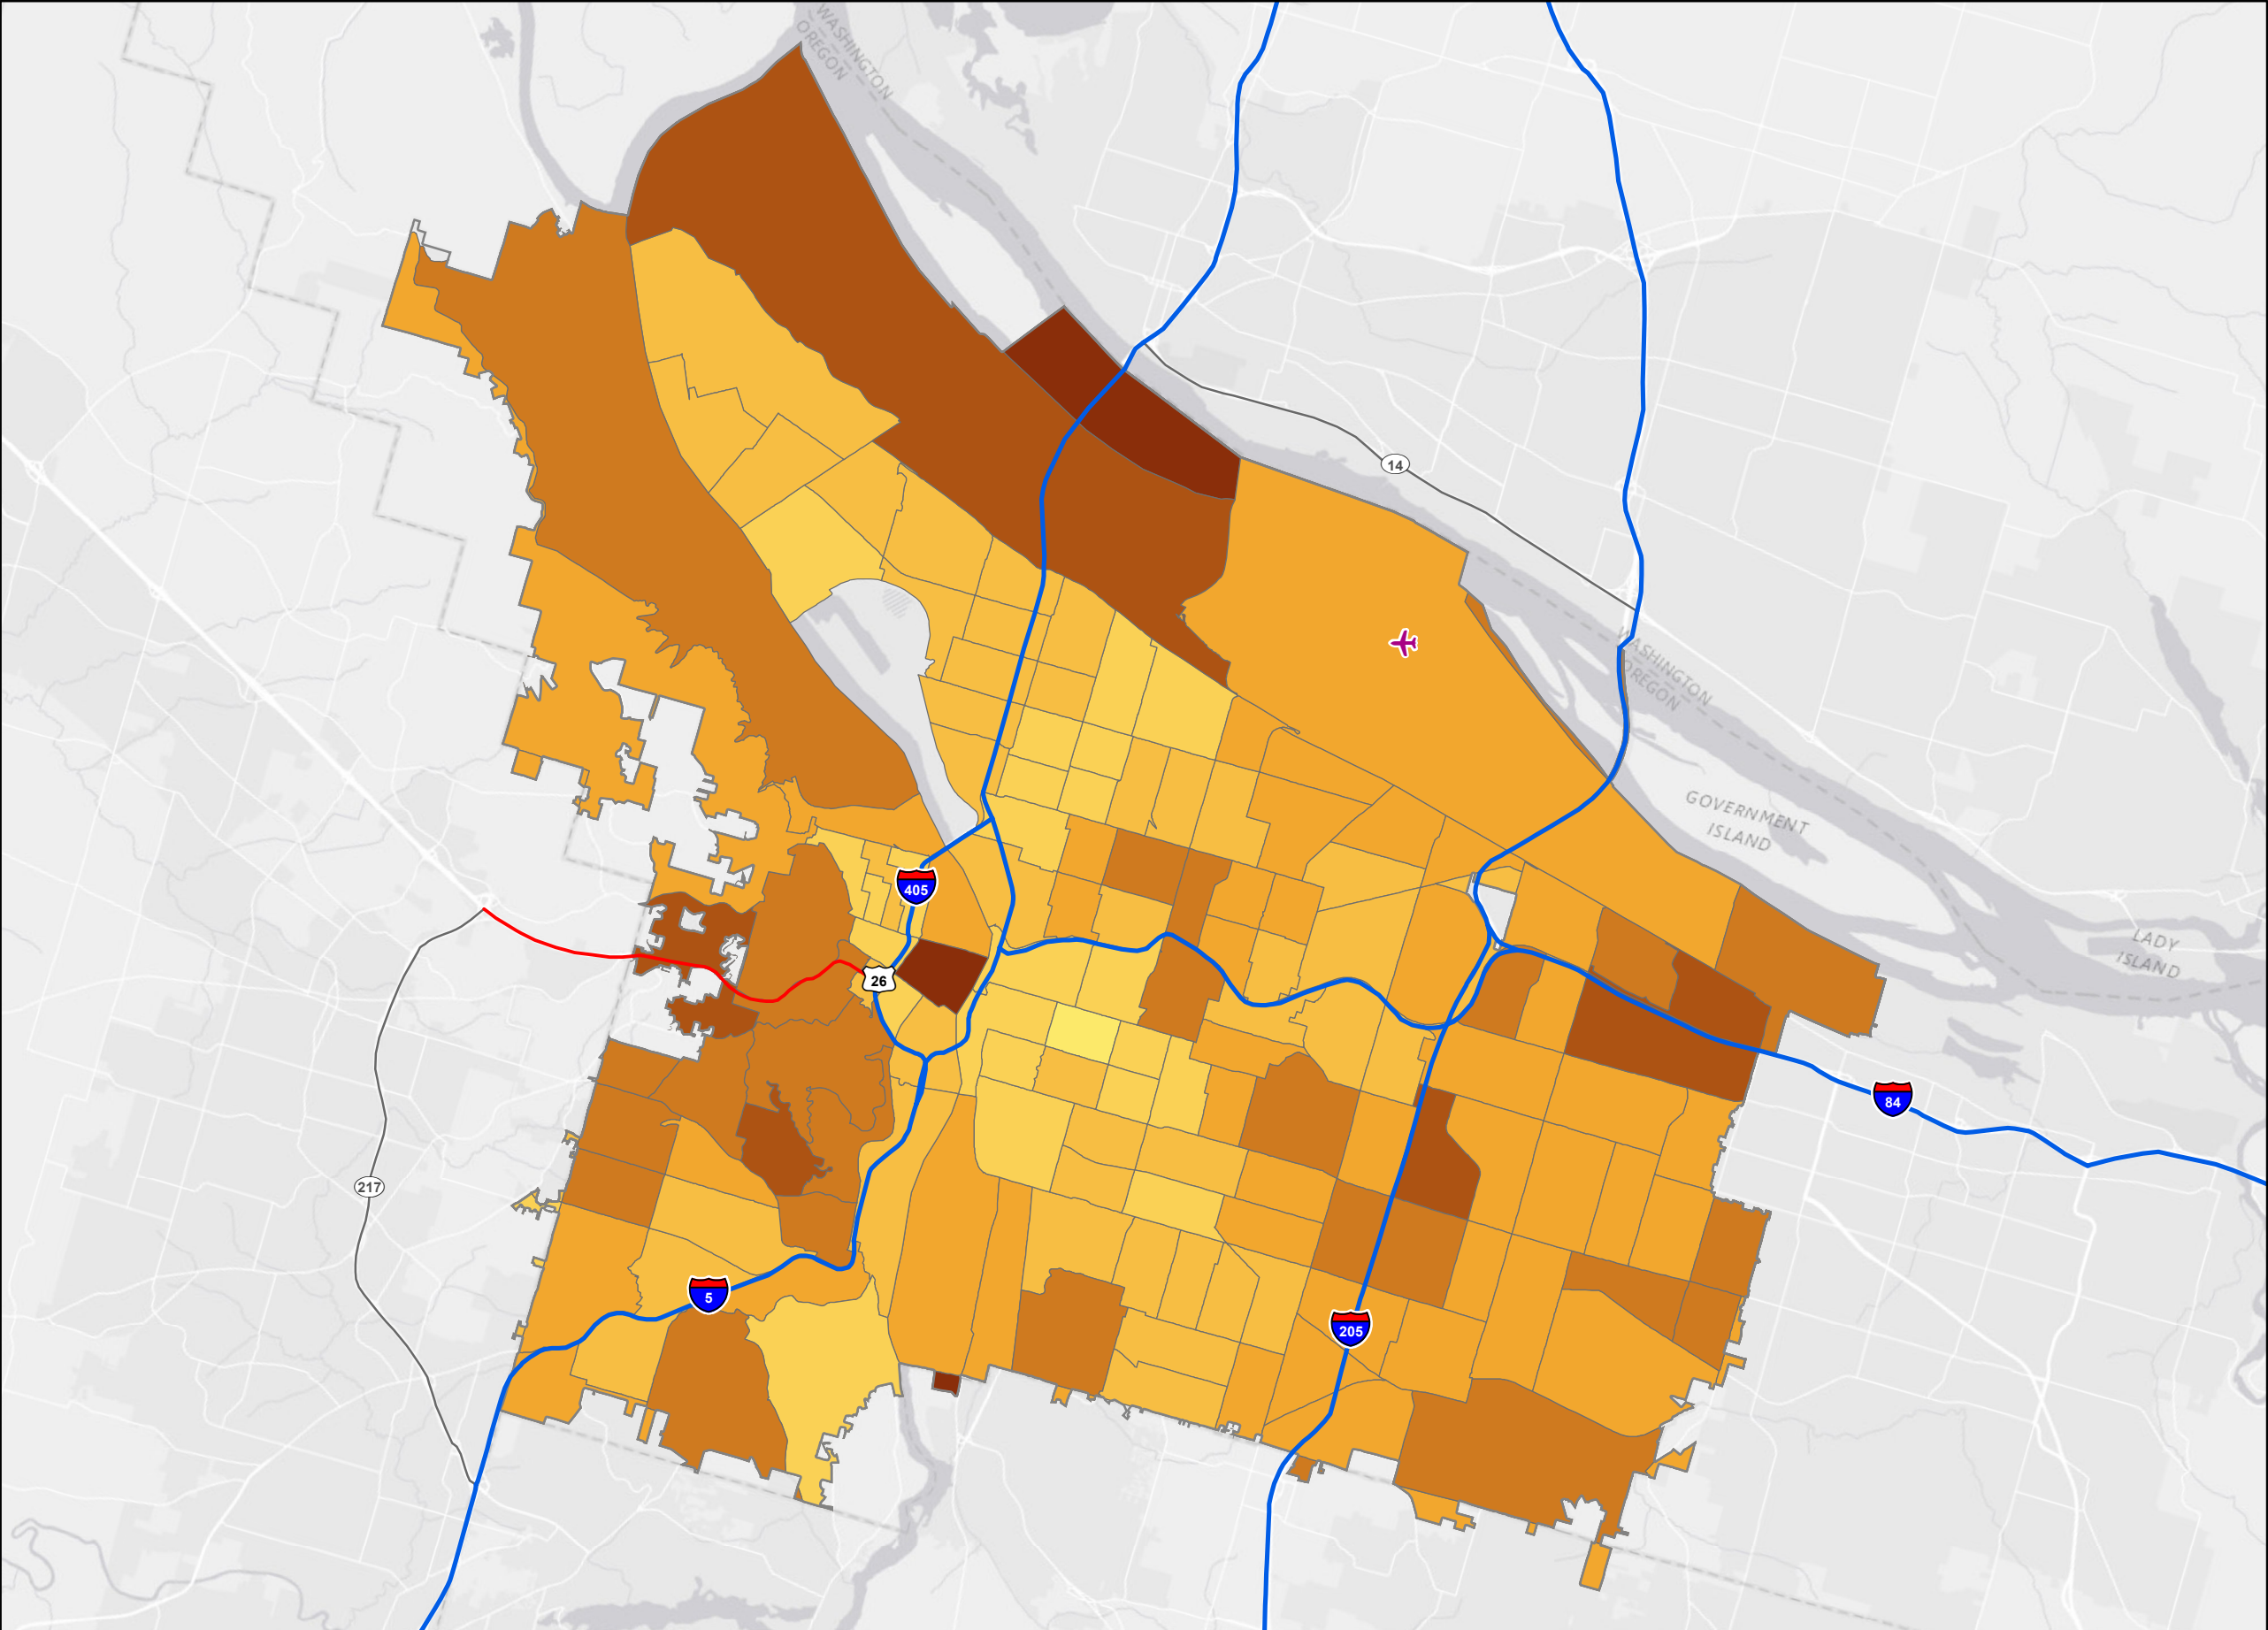 WASHINGTON
OREGON
14
WASHINGTON
OREGON
GOVERNMENT
ISLAND
405
LADY
ISLAND
26
84
217
5
205